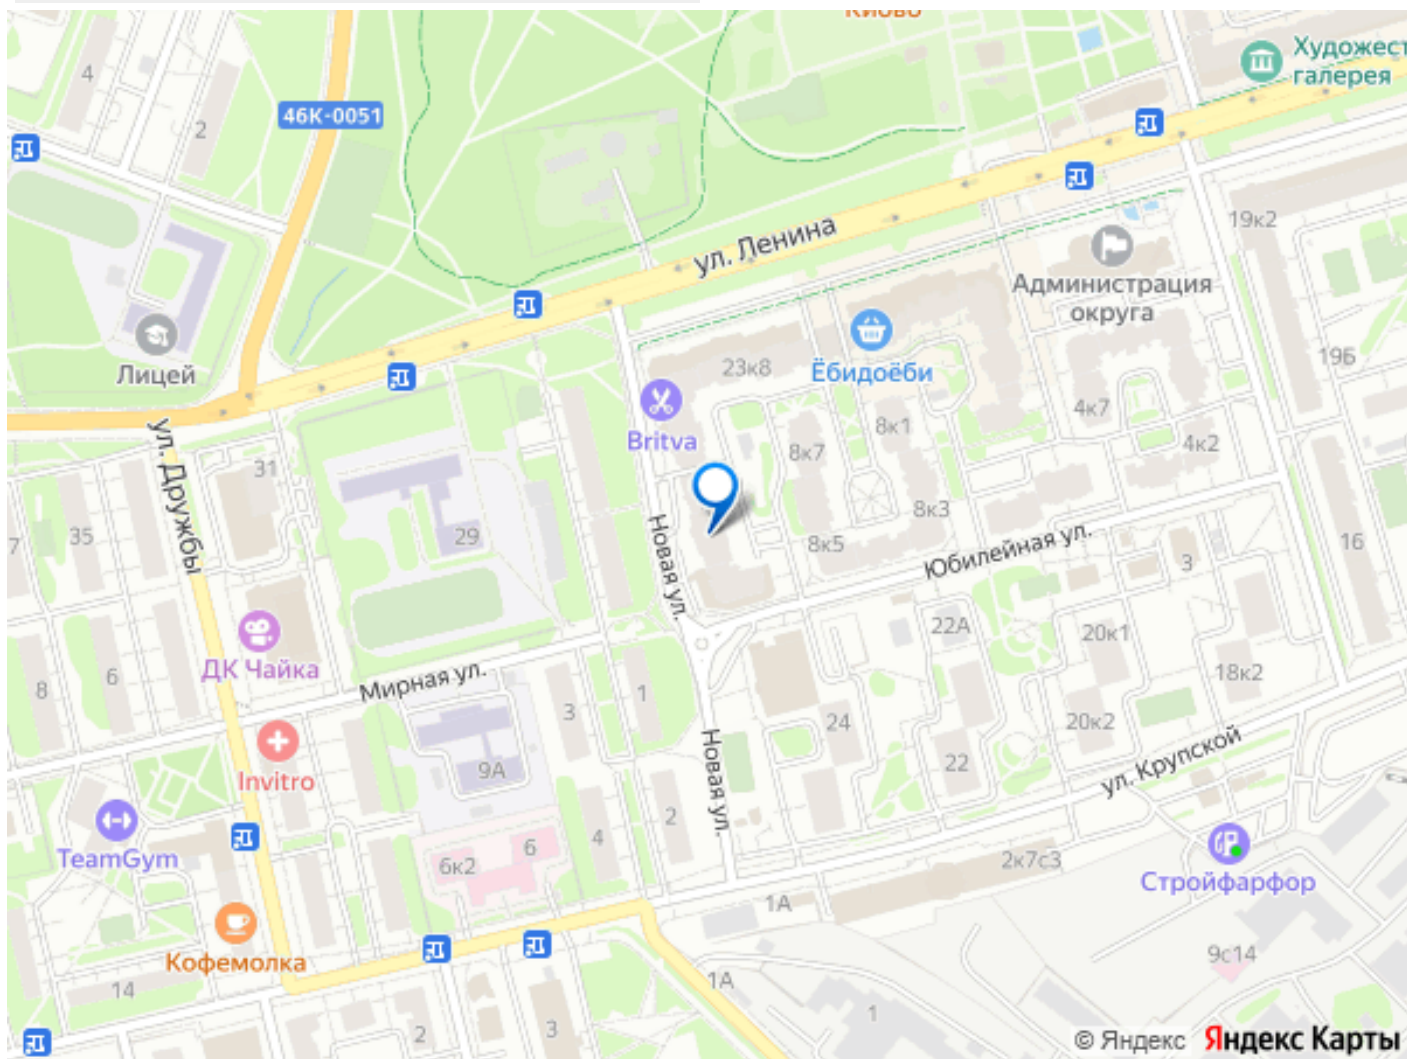 Киово
Художест
галерея
4
46К-0051
2
ул. Ленина
19к2
Администрация
округа
Лицей
23к8
Ёбидоёби
19Б
4к7
Britva
8к1
8к7
4к2
ул. Дружбы
31
8к3
7
35
29
Новая ул.
8к5
Юбилейная ул.
16
3
22А
20к1
ДК Чайка
Мирная ул.
8
6
1
18к2
3
24
20к2
Invitro
9А
Новая ул.
22
ул. Крупской
TeamGym
2
4
6
6к2
2к7с3
Стройфарфор
1А
Кофемолка
9с14
14
1А
1
2
3
© Яндекс Яндекс Карты